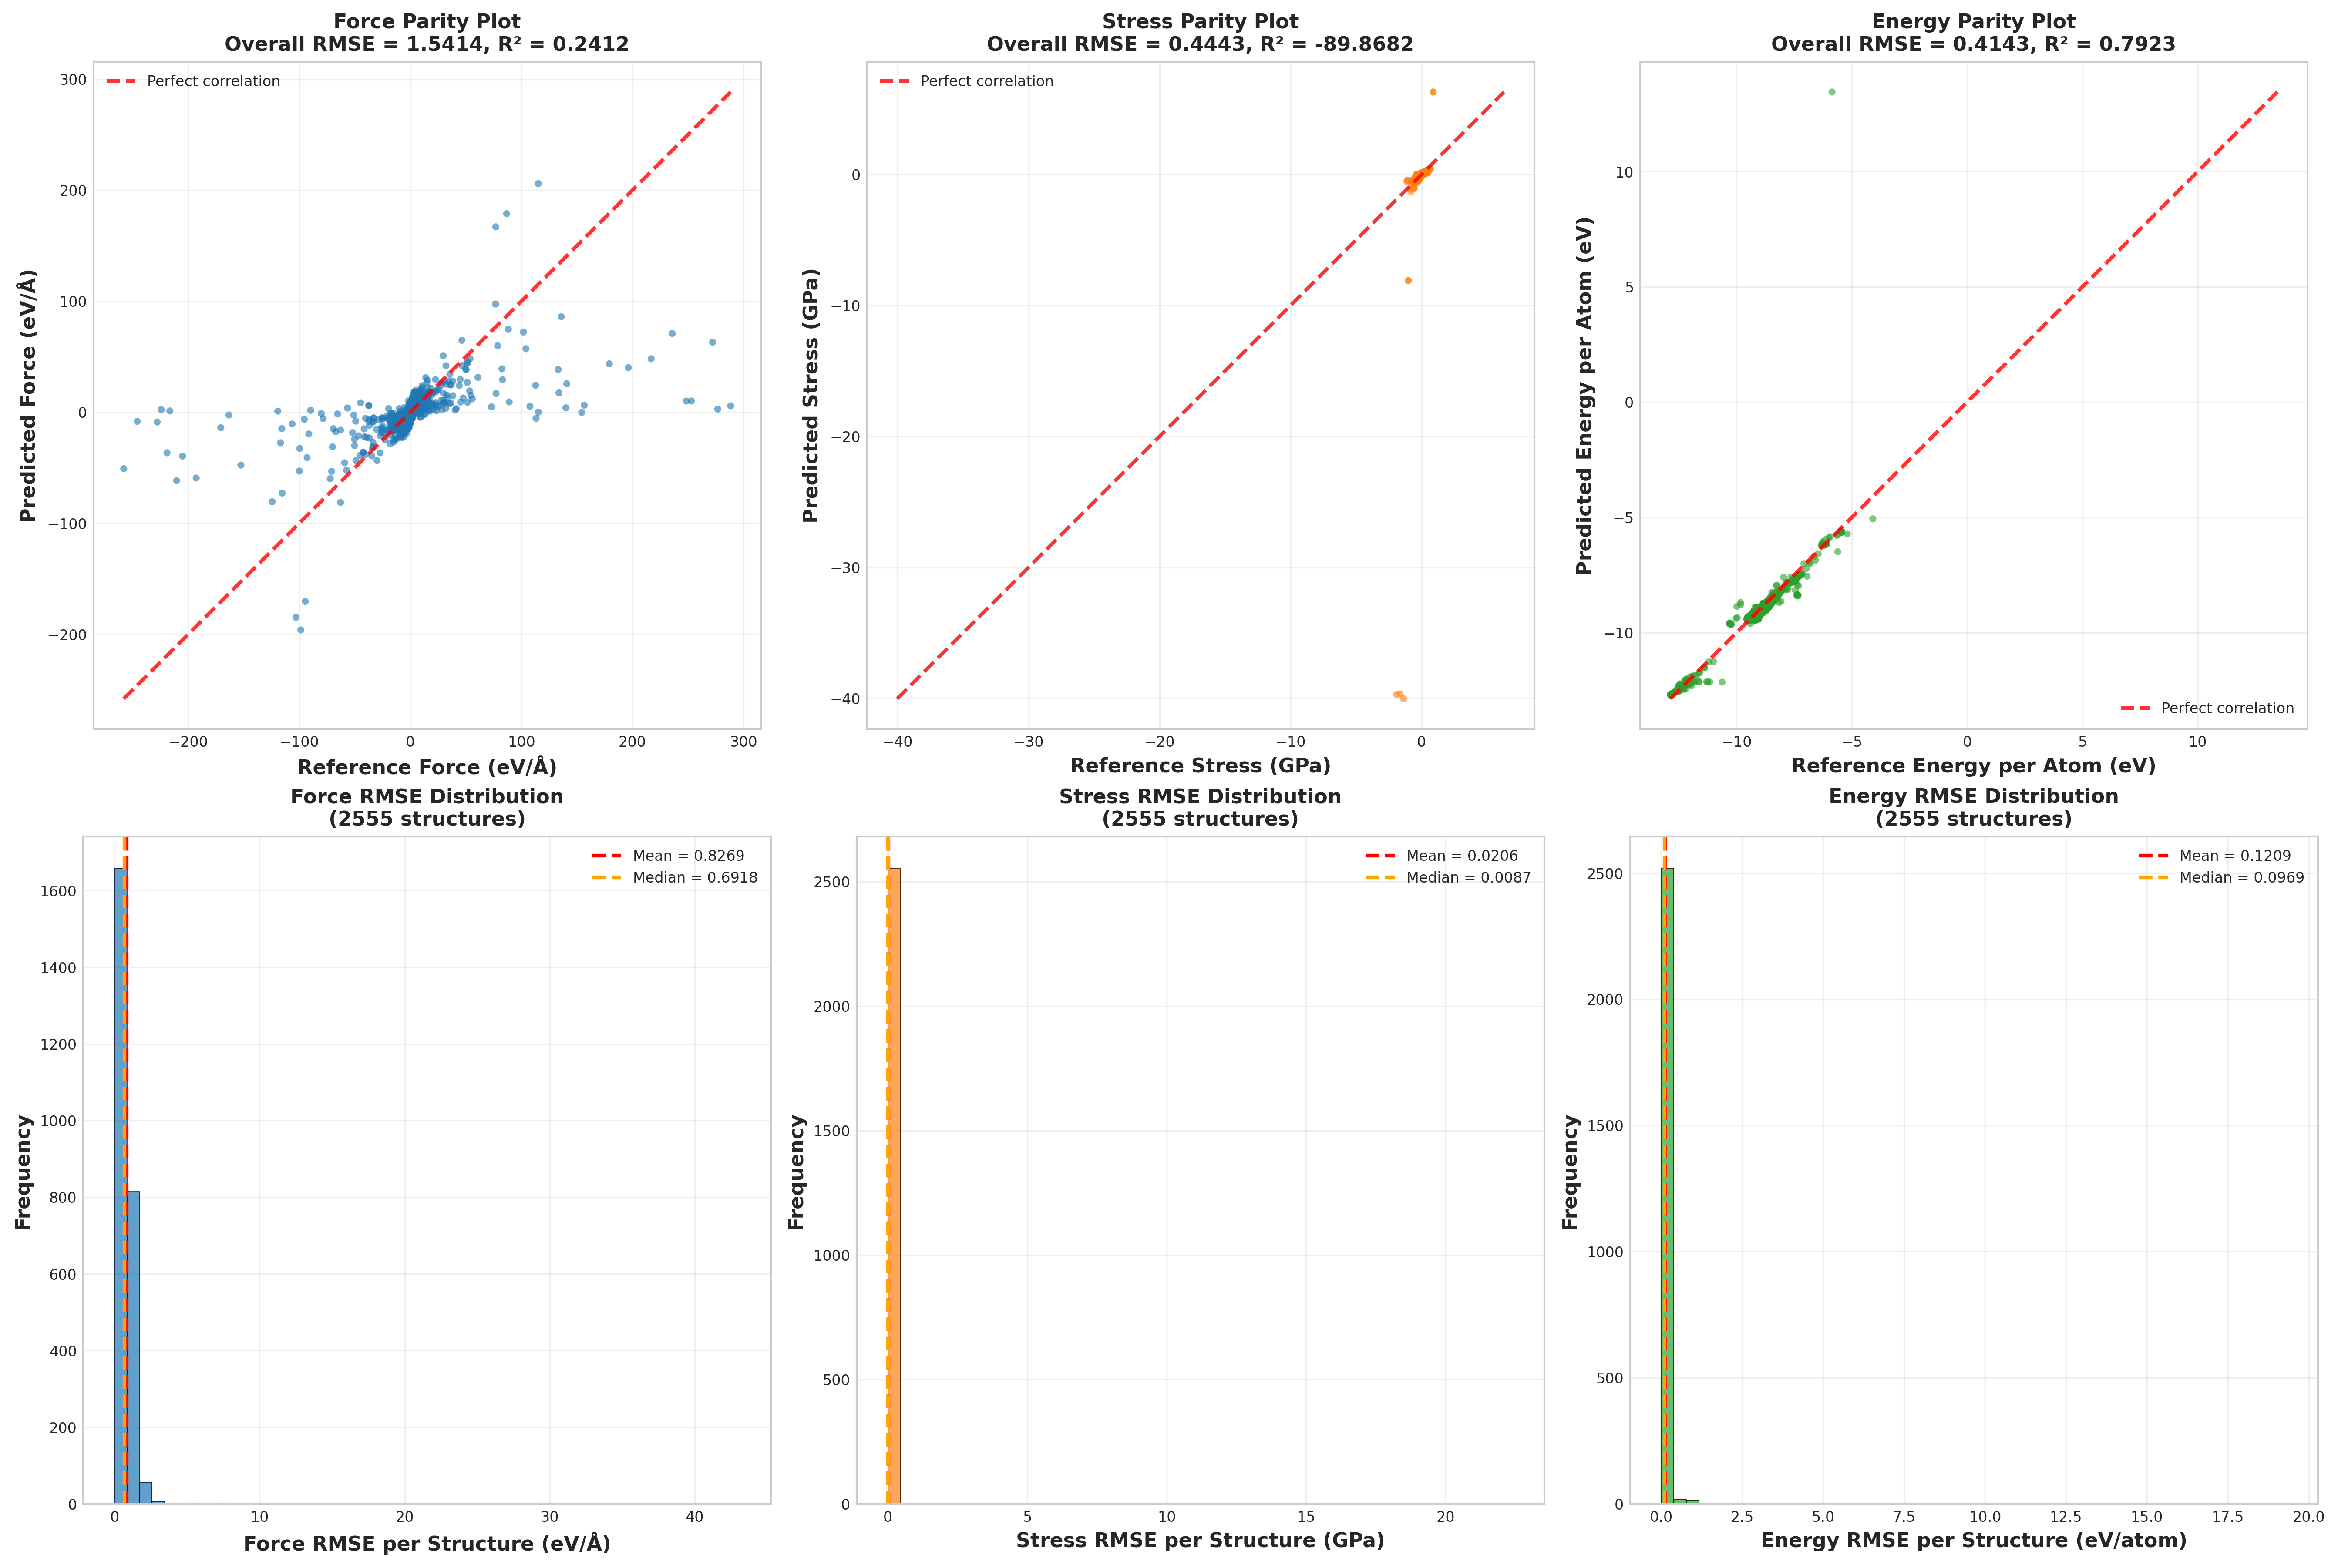 Force Parity Plot
Overall RMSE = 1.5414, R² = 0.2412
Perfect correlation
300
200
100
0
−100
−200
Predicted Force (eV/Å)
−200
−100
0
100
200
300
Reference Force (eV/Å)
Stress Parity Plot
Overall RMSE = 0.4443, R² = -89.8682
Perfect correlation
0
−10
−20
−30
−40
Predicted Stress (GPa)
−40
−30
−20
−10
0
Reference Stress (GPa)
Energy Parity Plot
Overall RMSE = 0.4143, R² = 0.7923
10
5
0
−5
−10
Predicted Energy per Atom (eV)
Perfect correlation
−10
−5
0
5
10
Reference Energy per Atom (eV)
Force RMSE Distribution
(2555 structures)
Mean = 0.8269
Median = 0.6918
1600
1400
1200
1000
800
600
400
200
0
Frequency
0
10
20
30
40
Force RMSE per Structure (eV/Å)
Stress RMSE Distribution
(2555 structures)
Mean = 0.0206
Median = 0.0087
2500
2000
1500
1000
500
0
Frequency
0
5
10
15
20
Stress RMSE per Structure (GPa)
Energy RMSE Distribution
(2555 structures)
Mean = 0.1209
Median = 0.0969
2500
2000
1500
1000
500
0
Frequency
0.0
2.5
5.0
7.5
10.0
12.5
15.0
17.5
20.0
Energy RMSE per Structure (eV/atom)